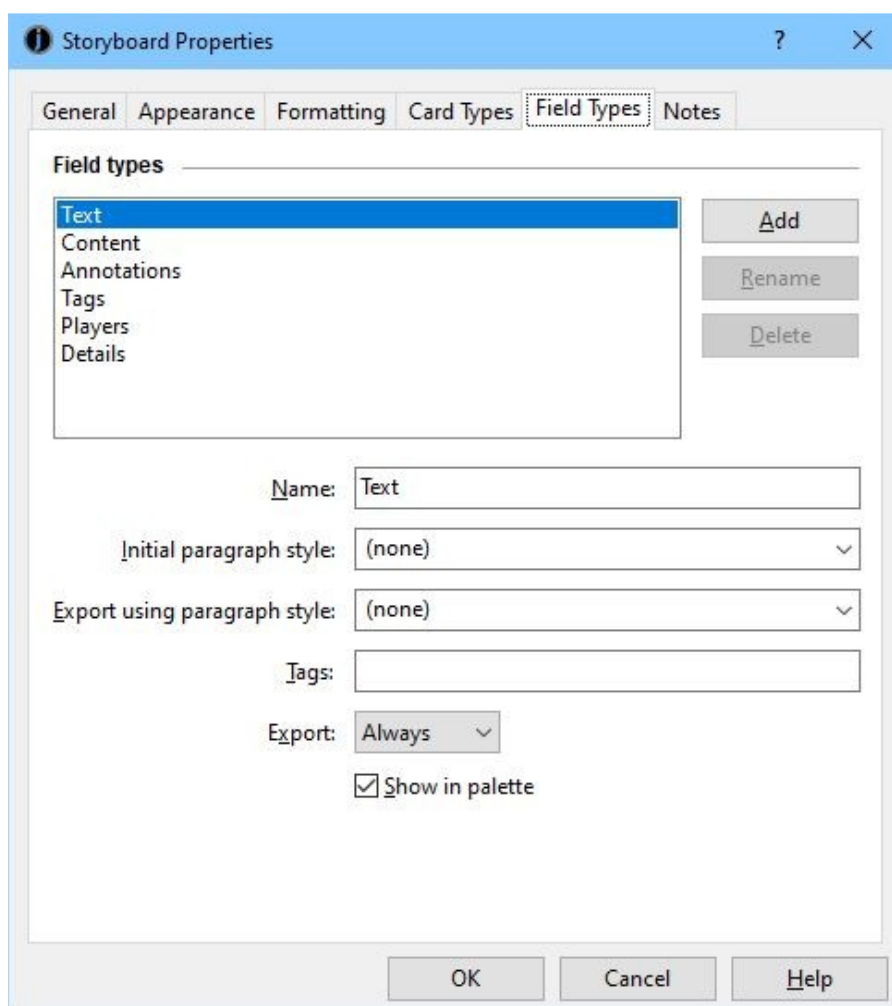 Storyboard Properties ?
General Appearance Formatting Card Types Field Types Notes
Field types
Text
Content
Annotations
Tags
Players
Details
Add
Rename
Delete
Name: Text
Initial paragraph style: (none)
Export using paragraph style: (none)
Tags:
Export: Always
Show in palette
OK Cancel Help